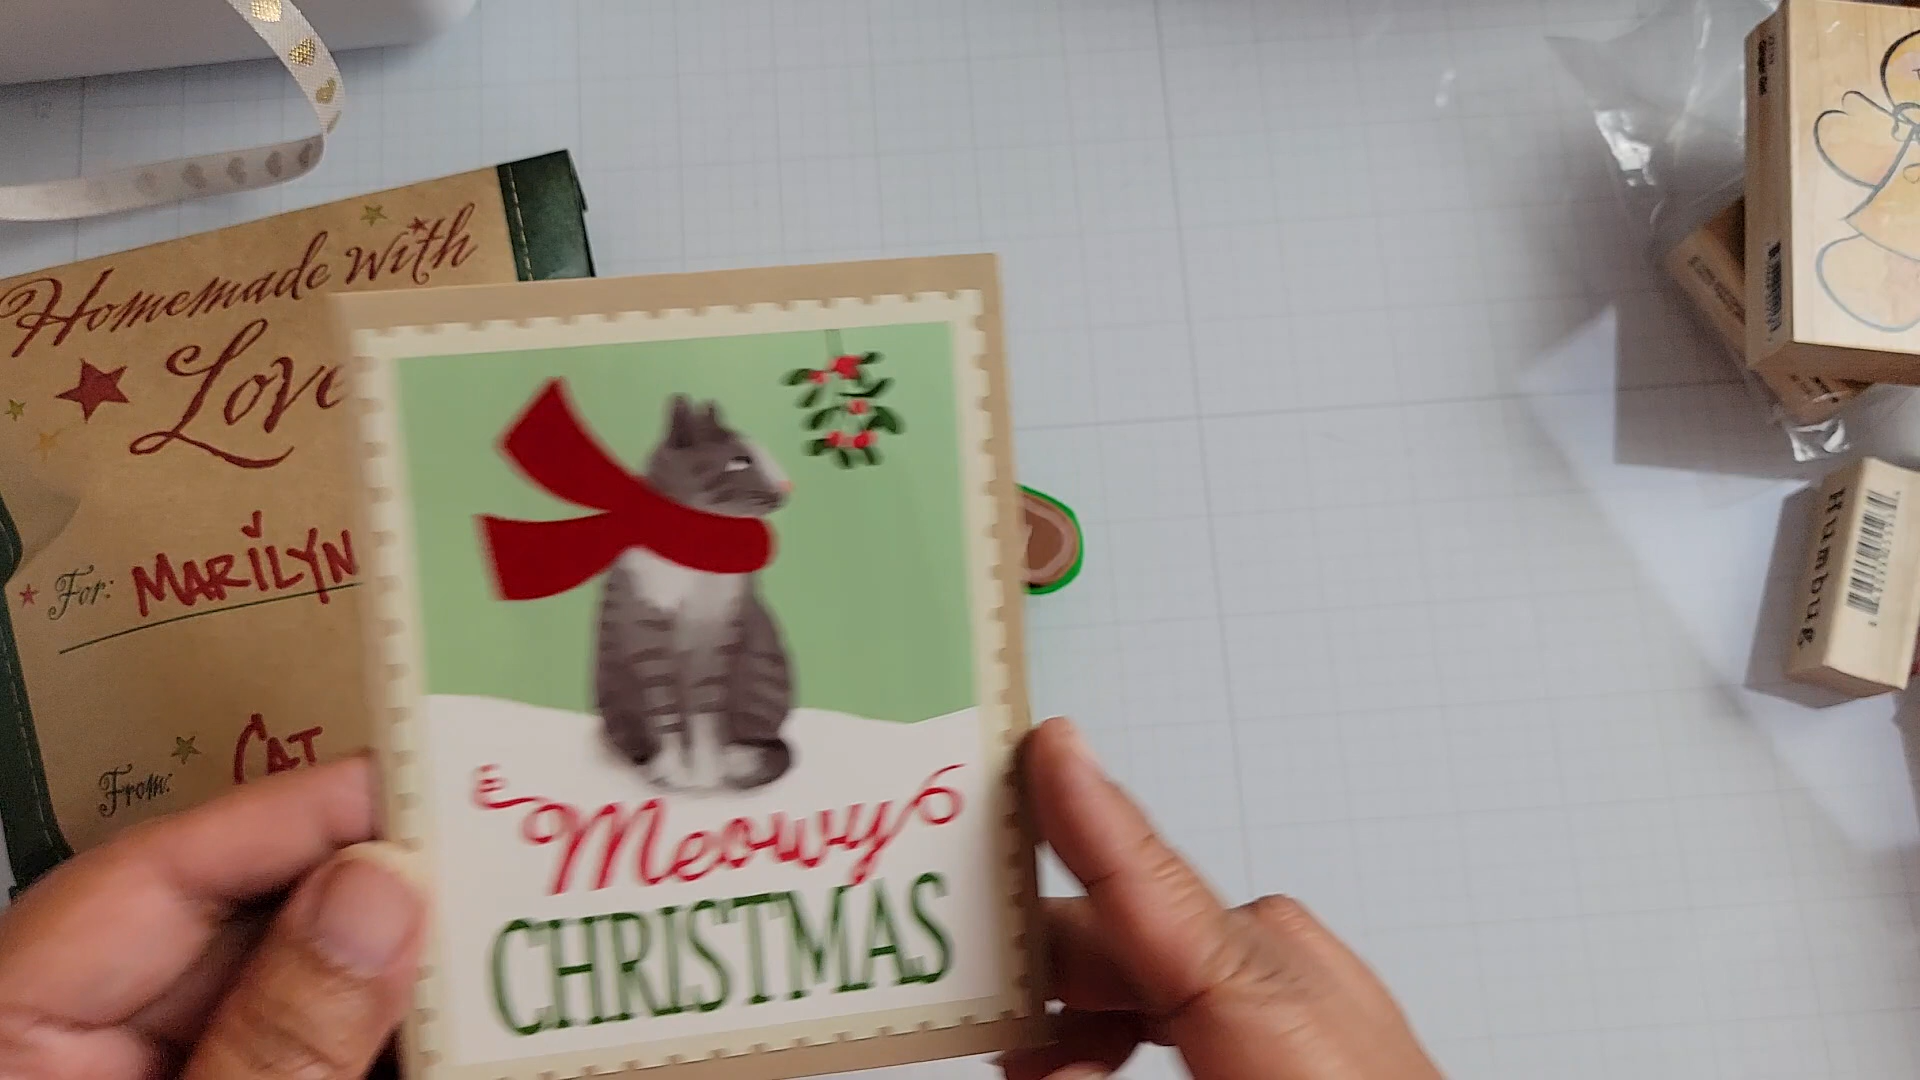 Homemade with
Love
For: MARiLYN
From: CAT
Meowy
CHRISTMAS
Humbug